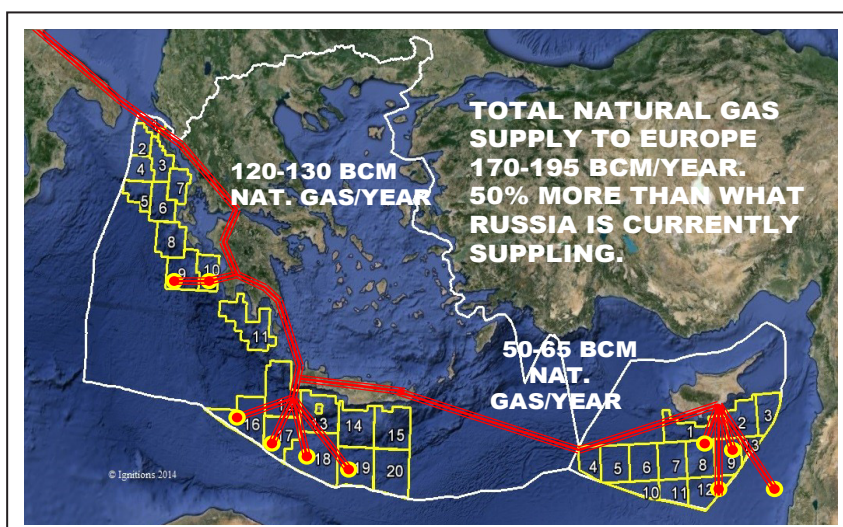 TOTAL NATURAL GAS
SUPPLY TO EUROPE
170-195 BCM/YEAR.
50% MORE THAN WHAT
RUSSIA IS CURRENTLY
SUPPLING.
120-130 BCM
NAT. GAS/YEAR
50-65 BCM
NAT.
GAS/YEAR
2
3
4
7
5
6
8
9
10
11
13
14
15
16
17
18
19
20
1
2
3
13
4
5
6
7
8
9
10
11
12
© Ignitions 2014